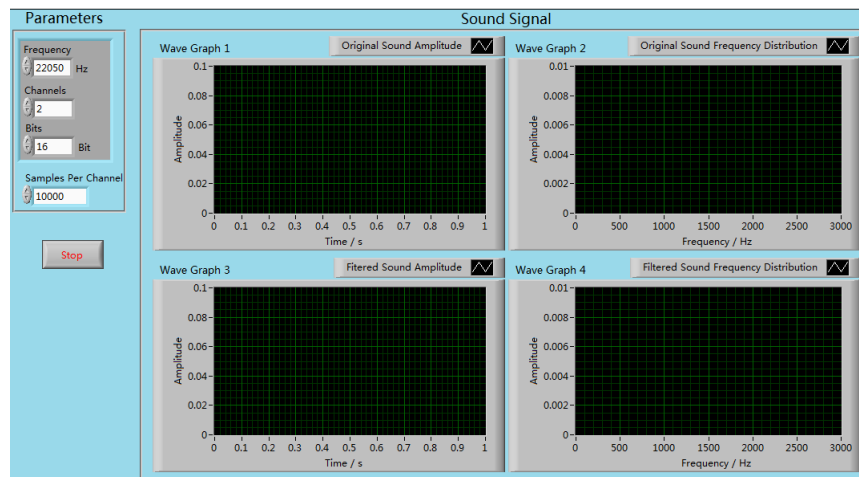 Parameters
Sound Signal
Frequency
22050 Hz
Channels
2
Bits
16 Bit
Samples Per Channel
10000
Stop
Wave Graph 1
Original Sound Amplitude
Amplitude
0.1
0.08
0.06
0.04
0.02
0
0 0.1 0.2 0.3 0.4 0.5 0.6 0.7 0.8 0.9 1
Time / s
Wave Graph 2
Original Sound Frequency Distribution
Amplitude
0.01
0.008
0.006
0.004
0.002
0
0 500 1000 1500 2000 2500 3000
Frequency / Hz
Wave Graph 3
Fitered Sound Amplitude
Amplitude
0.1
0.08
0.06
0.04
0.02
0
0 0.1 0.2 0.3 0.4 0.5 0.6 0.7 0.8 0.9 1
Time / s
Wave Graph 4
Filtered Sound Frequency Distribution
Amplitude
0.01
0.008
0.006
0.004
0.002
0
0 500 1000 1500 2000 2500 3000
Frequency / Hz